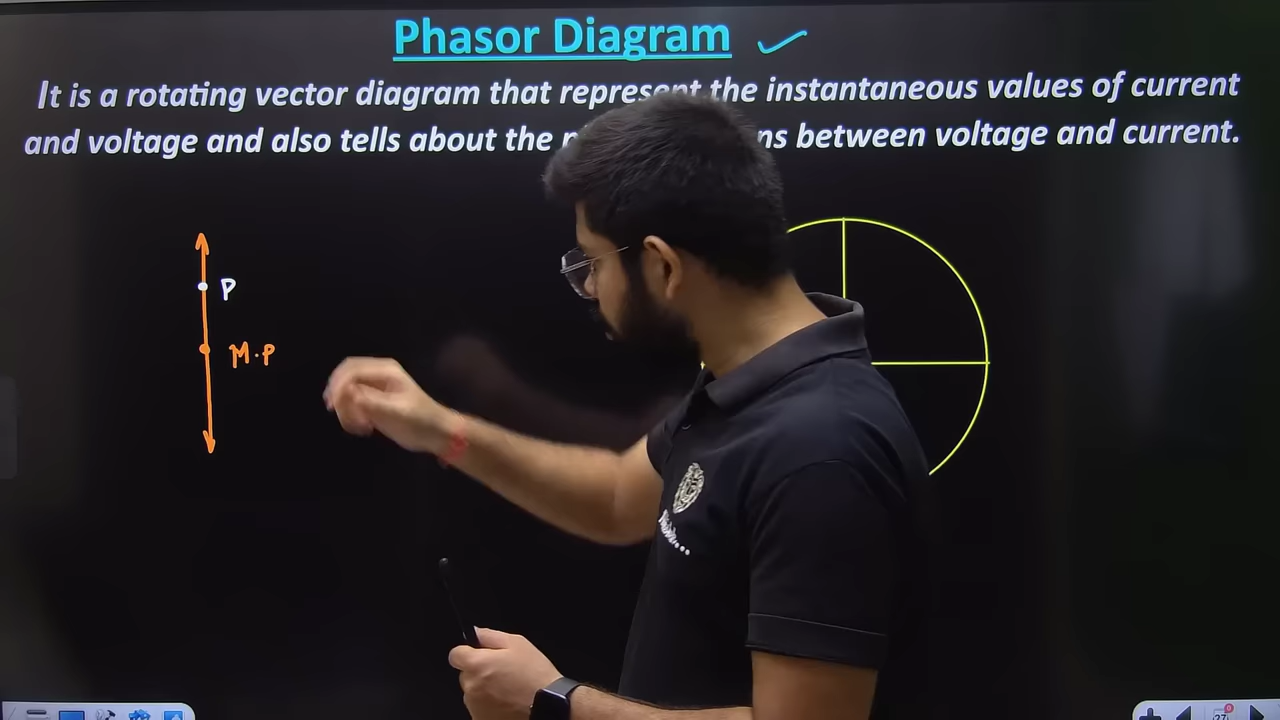 Phasor Diagram
It is a rotating vector diagram that represent the instantaneous values of current
and voltage and also tells about the between voltage and current.
P
M.P